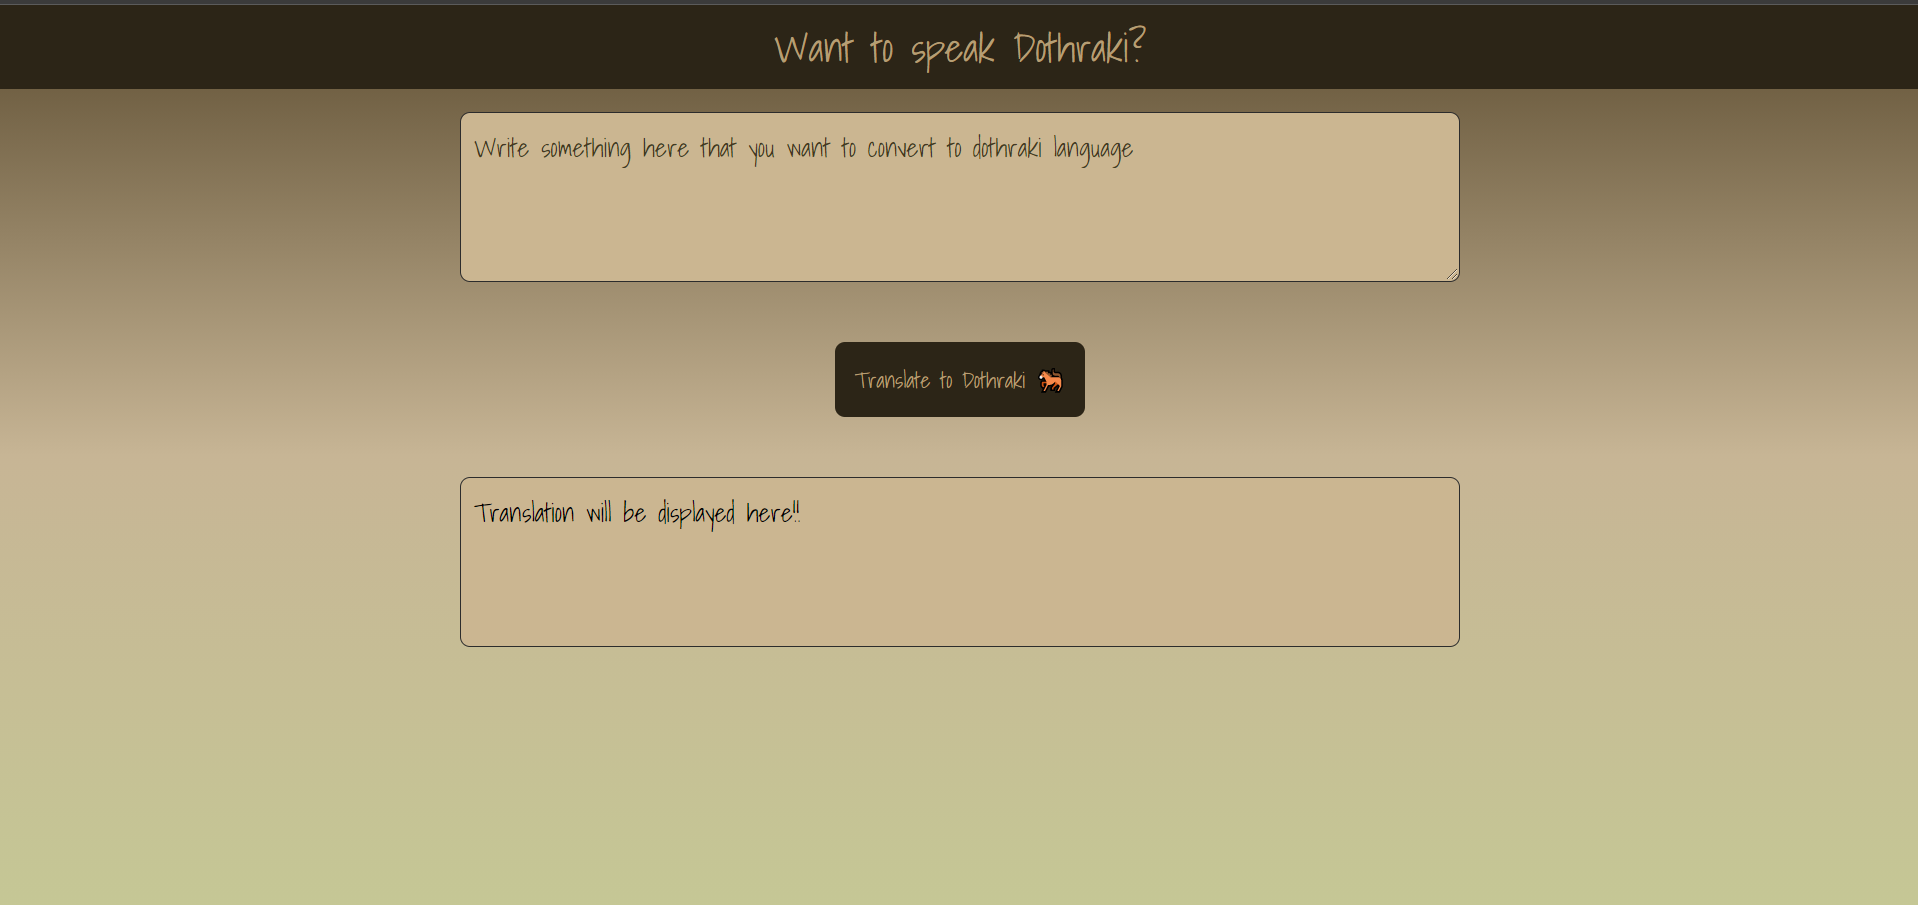 Want to speak Dothraki?
Write something here that you want to convert to dothraki language
Translate to Dothraki 🐎
Translation will be displayed here!!